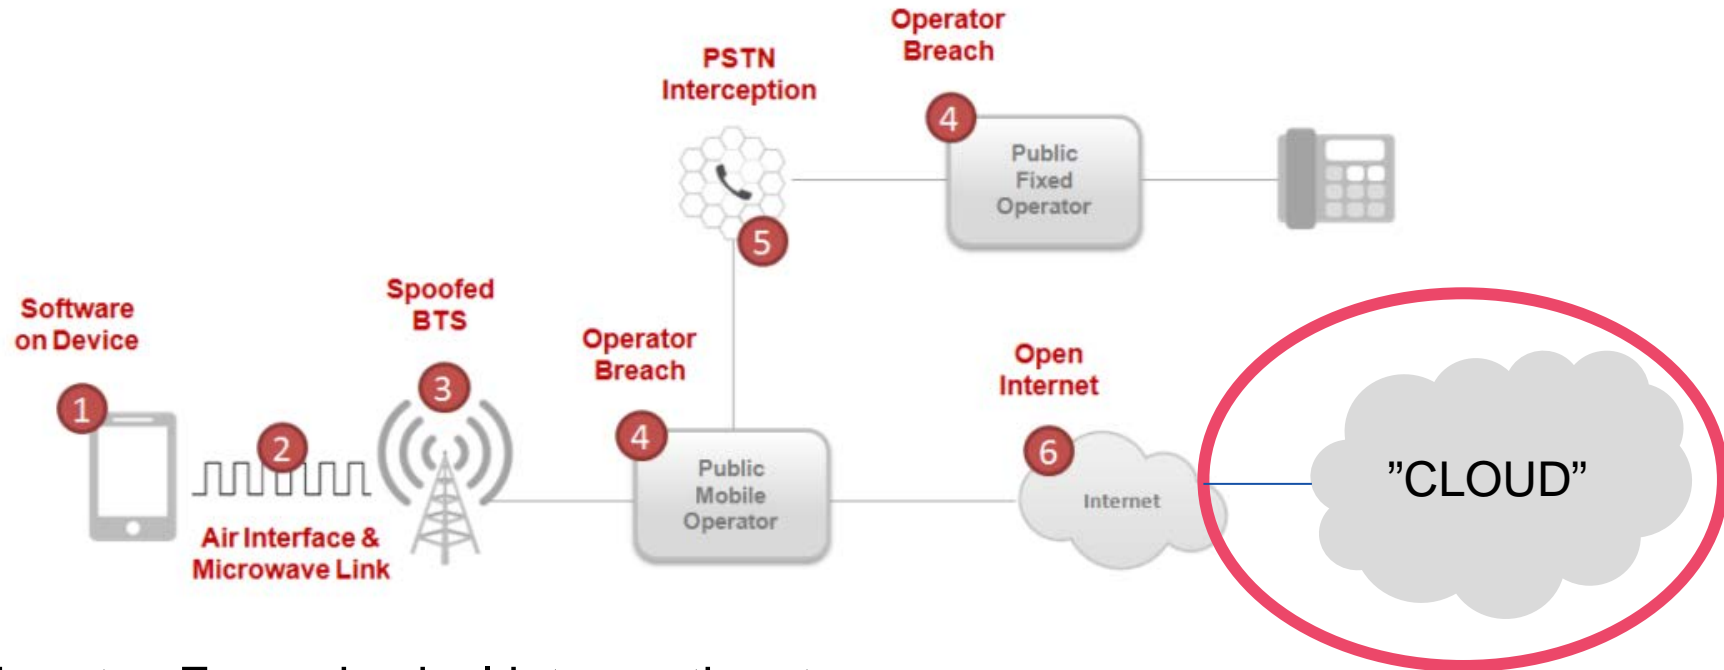 Operator
Breach
PSTN
Interception
4
Public
Fixed
Operator
5
Software
on Device
Spoofed
BTS
Operator
Breach
Open
Internet
1
2
3
4
6
Public
Mobile
Operator
Internet
”CLOUD”
Air Interface &
Microwave Link